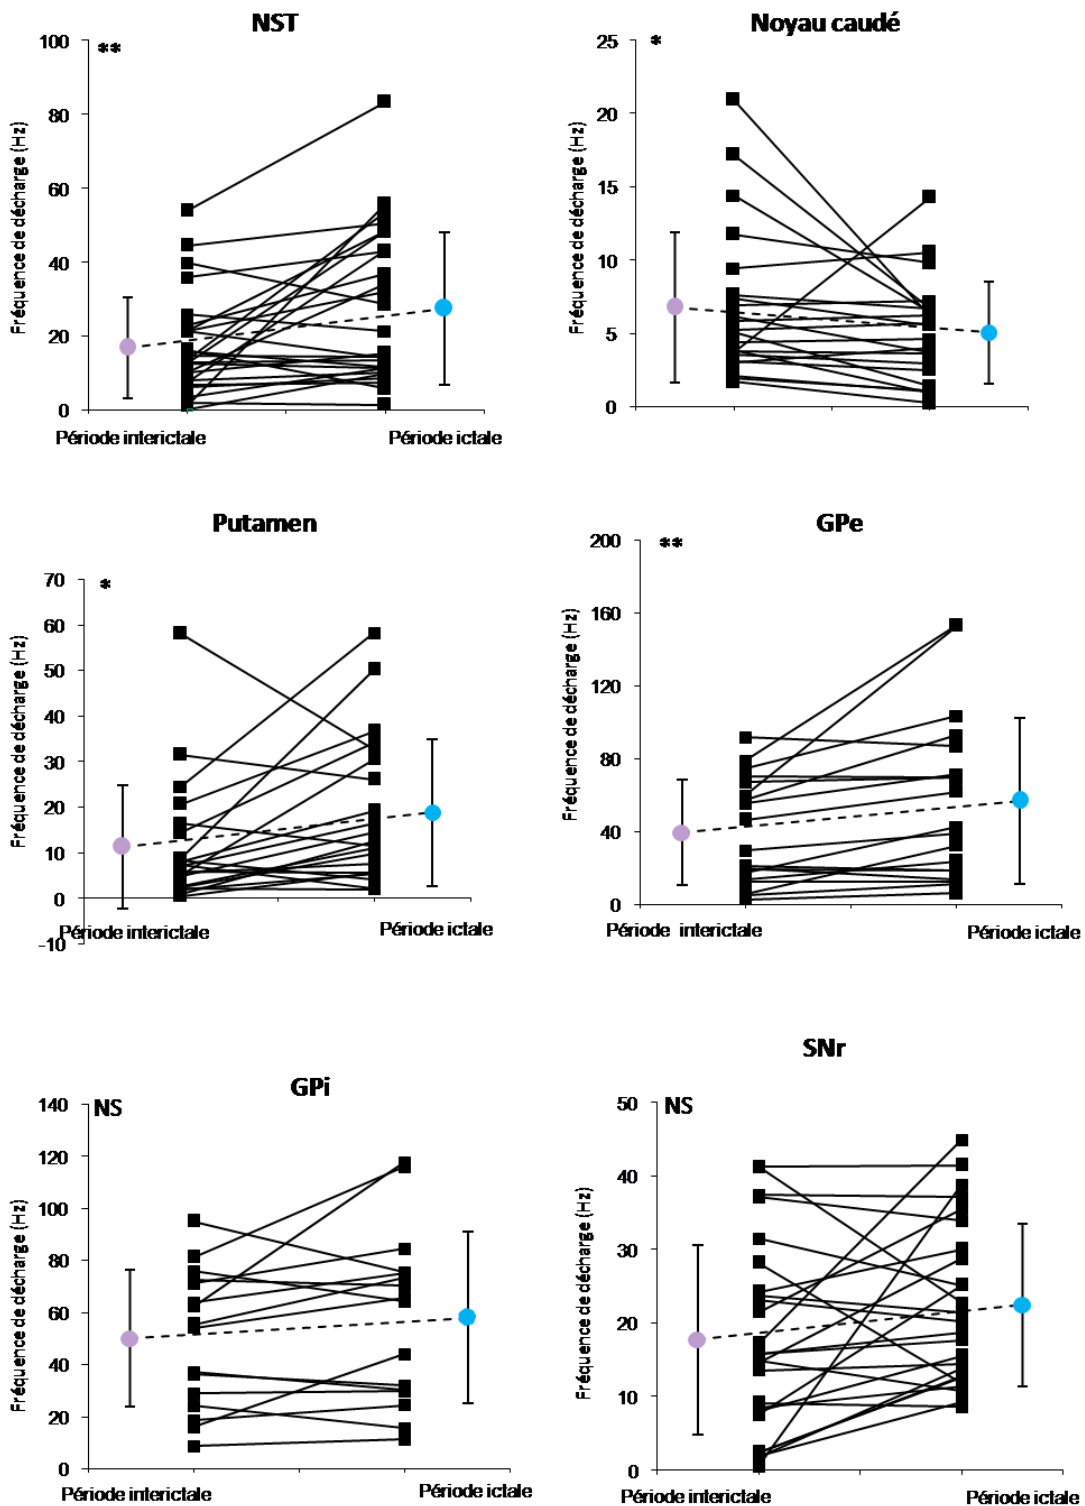 NST
**
100
80
60
40
20
0
Fréquence de décharge (Hz)
Période interictale
Période ictale
Noyau caudé
*
25
20
15
10
5
0
Fréquence de décharge (Hz)
Putamen
*
70
60
50
40
30
20
10
0
-10
Fréquence de décharge (Hz)
Période interictale
Période ictale
GPe
**
200
160
120
80
40
0
Fréquence de décharge (Hz)
Période interictale
Période ictale
GPi
NS
140
120
100
80
60
40
20
0
Fréquence de décharge (Hz)
Période interictale
Période ictale
SNr
NS
50
40
30
20
10
0
Fréquence de décharge (Hz)
Période interictale
Période ictale